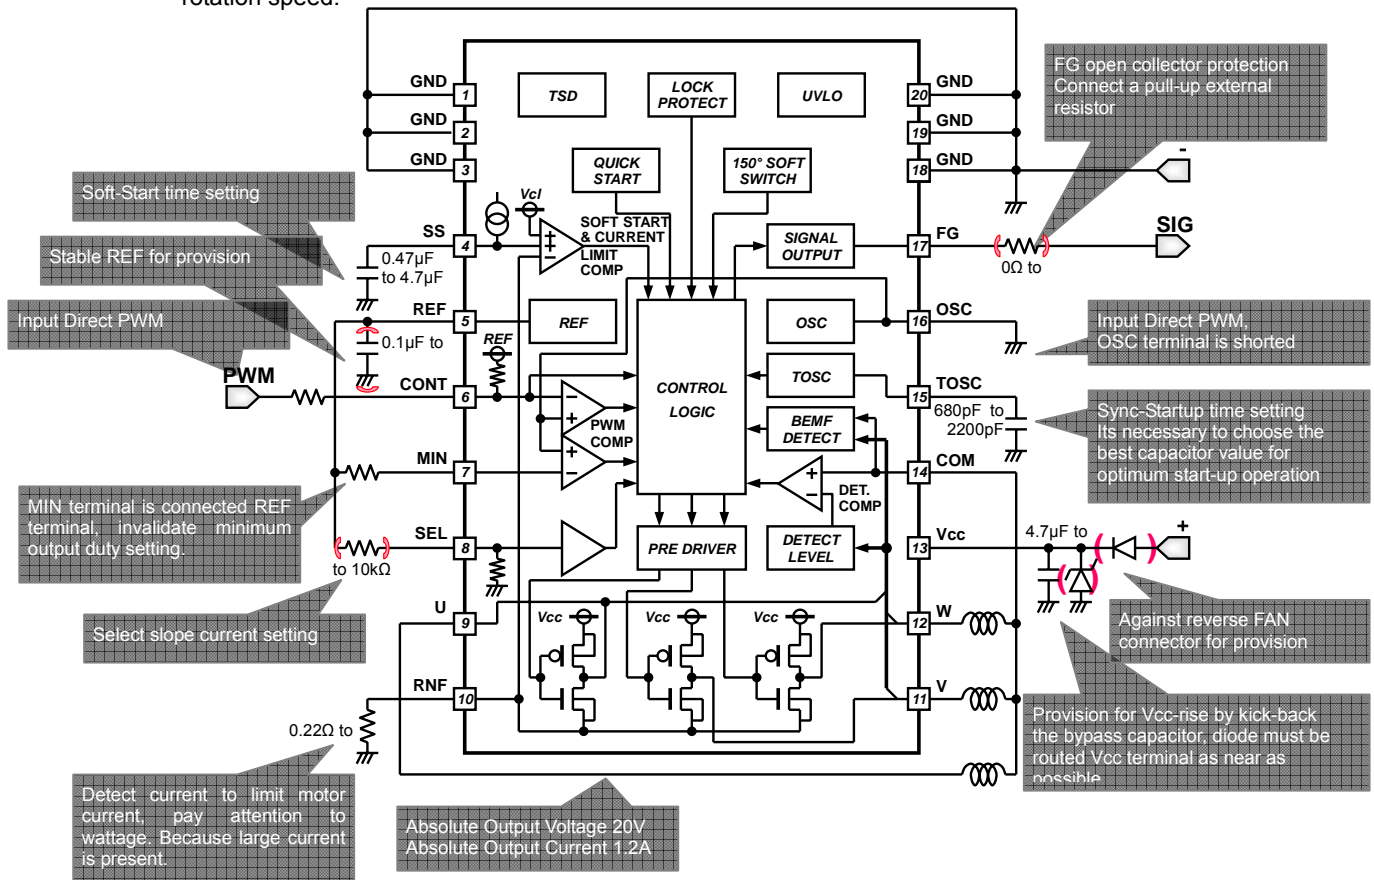 rotation speed.
GND 1
GND 2
GND 3
SS 4
REF 5
CONT 6
MIN 7
SEL 8
U 9
RNF 10
20 GND
19 GND
18 GND
17 FG
16 OSC
15 TOSC
14 COM
13 Vcc
12 W
11 V
TSD
LOCK
PROTECT
UVLO
QUICK
START
150° SOFT
SWITCH
Vcl
SOFT START
& CURRENT
LIMIT
COMP
SIGNAL
OUTPUT
REF
OSC
REF
TOSC
CONTROL
LOGIC
PWM
COMP
BEMF
DETECT
DET.
COMP
PRE DRIVER
DETECT
LEVEL
Vcc
Vcc
Vcc
Soft-Start time setting
0.47µF
to 4.7µF
Stable REF for provision
0.1µF to
Input Direct PWM
PWM
MIN terminal is connected REF
terminal, invalidate minimum
output duty setting.
to 10kΩ
Select slope current setting
0.22Ω to
Detect current to limit motor
current, pay attention to
wattage. Because large current
is present.
Absolute Output Voltage 20V
Absolute Output Current 1.2A
FG open collector protection
Connect a pull-up external
resistor
-
SIG
0Ω to
Input Direct PWM,
OSC terminal is shorted
680pF to
2200pF
Sync-Startup time setting
Its necessary to choose the
best capacitor value for
optimum start-up operation
4.7µF to
+
Against reverse FAN
connector for provision
Provision for Vcc-rise by kick-back
the bypass capacitor, diode must be
routed Vcc terminal as near as
possible